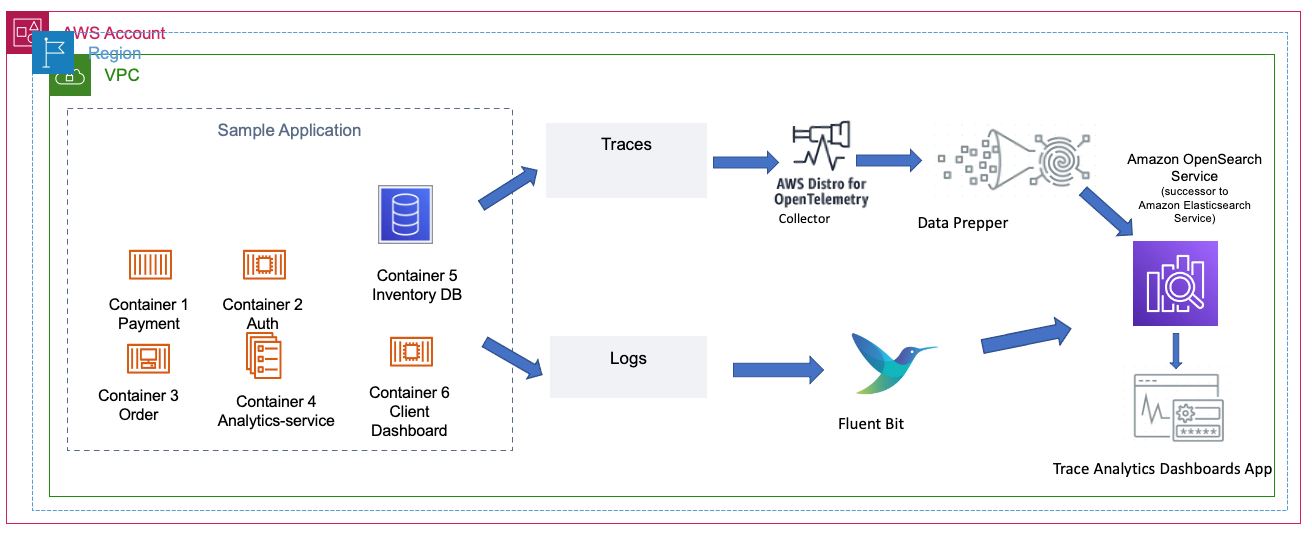 AWS Account
Region
VPC
Sample Application
Container 5
Inventory DB
Container 1
Payment
Container 2
Auth
Container 3
Order
Container 4
Analytics-service
Container 6
Client
Dashboard
Traces
AWS Distro for
OpenTelemetry
Collector
Data Prepper
Amazon OpenSearch
Service
(successor to
Amazon Elasticsearch
Service)
Logs
Fluent Bit
*****
Trace Analytics Dashboards App